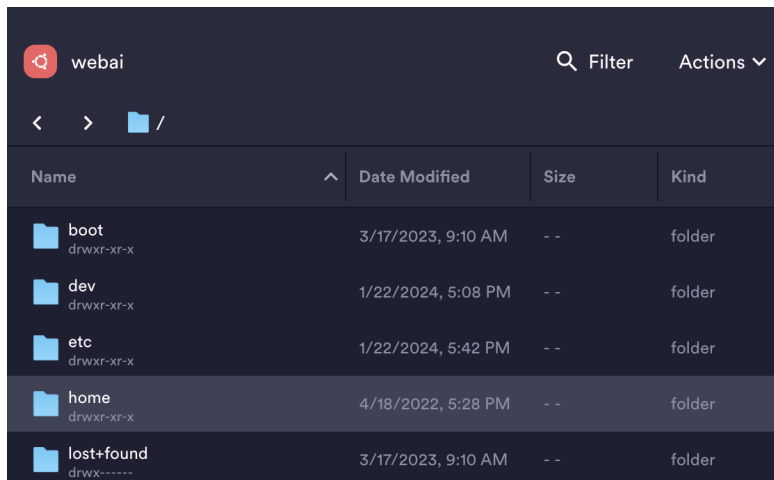 webai Filter Actions
/
Name Date Modified Size Kind
boot
drwxr-xr-x 3/17/2023, 9:10 AM - - folder
dev
drwxr-xr-x 1/22/2024, 5:08 PM - - folder
etc
drwxr-xr-x 1/22/2024, 5:42 PM - - folder
home
drwxr-xr-x 4/18/2022, 5:28 PM - - folder
lost+found
drwx------ 3/17/2023, 9:10 AM - - folder